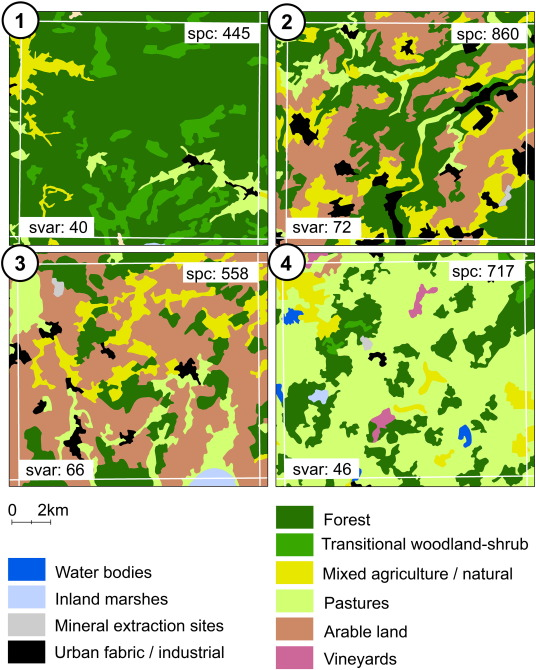 1
spc: 445
svar: 40
2
spc: 860
svar: 72
3
spc: 558
svar: 66
4
spc: 717
svar: 46
0 2km
Water bodies
Inland marshes
Mineral extraction sites
Urban fabric / industrial
Forest
Transitional woodland-shrub
Mixed agriculture / natural
Pastures
Arable land
Vineyards